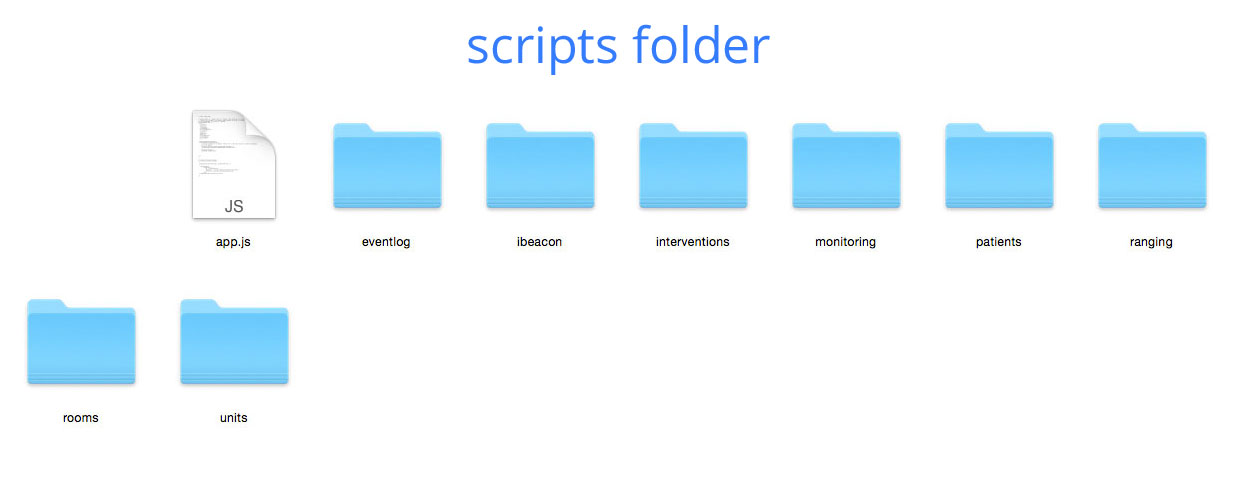 scripts folder
JS
app.js
eventlog
ibeacon
interventions
monitoring
patients
ranging
rooms
units